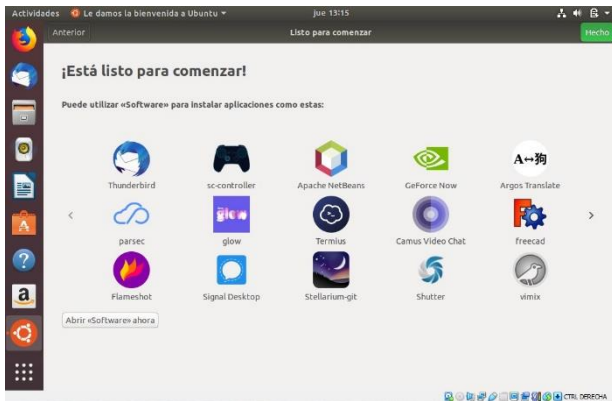 Actividades Le damos la bienvenida a Ubuntu jue 13:15
Anterior Listo para comenzar Hecho
¡Está listo para comenzar!
Puede utilizar «Software» para instalar aplicaciones como estas:
A↔狗
Thunderbird sc-controller Apache NetBeans GeForce Now Argos Translate
glow
parsec glow Termius Camus Video Chat freecad
Flameshot Signal Desktop Stellarium-git Shutter vimix
Abrir «Software» ahora
CTRL DERECHA